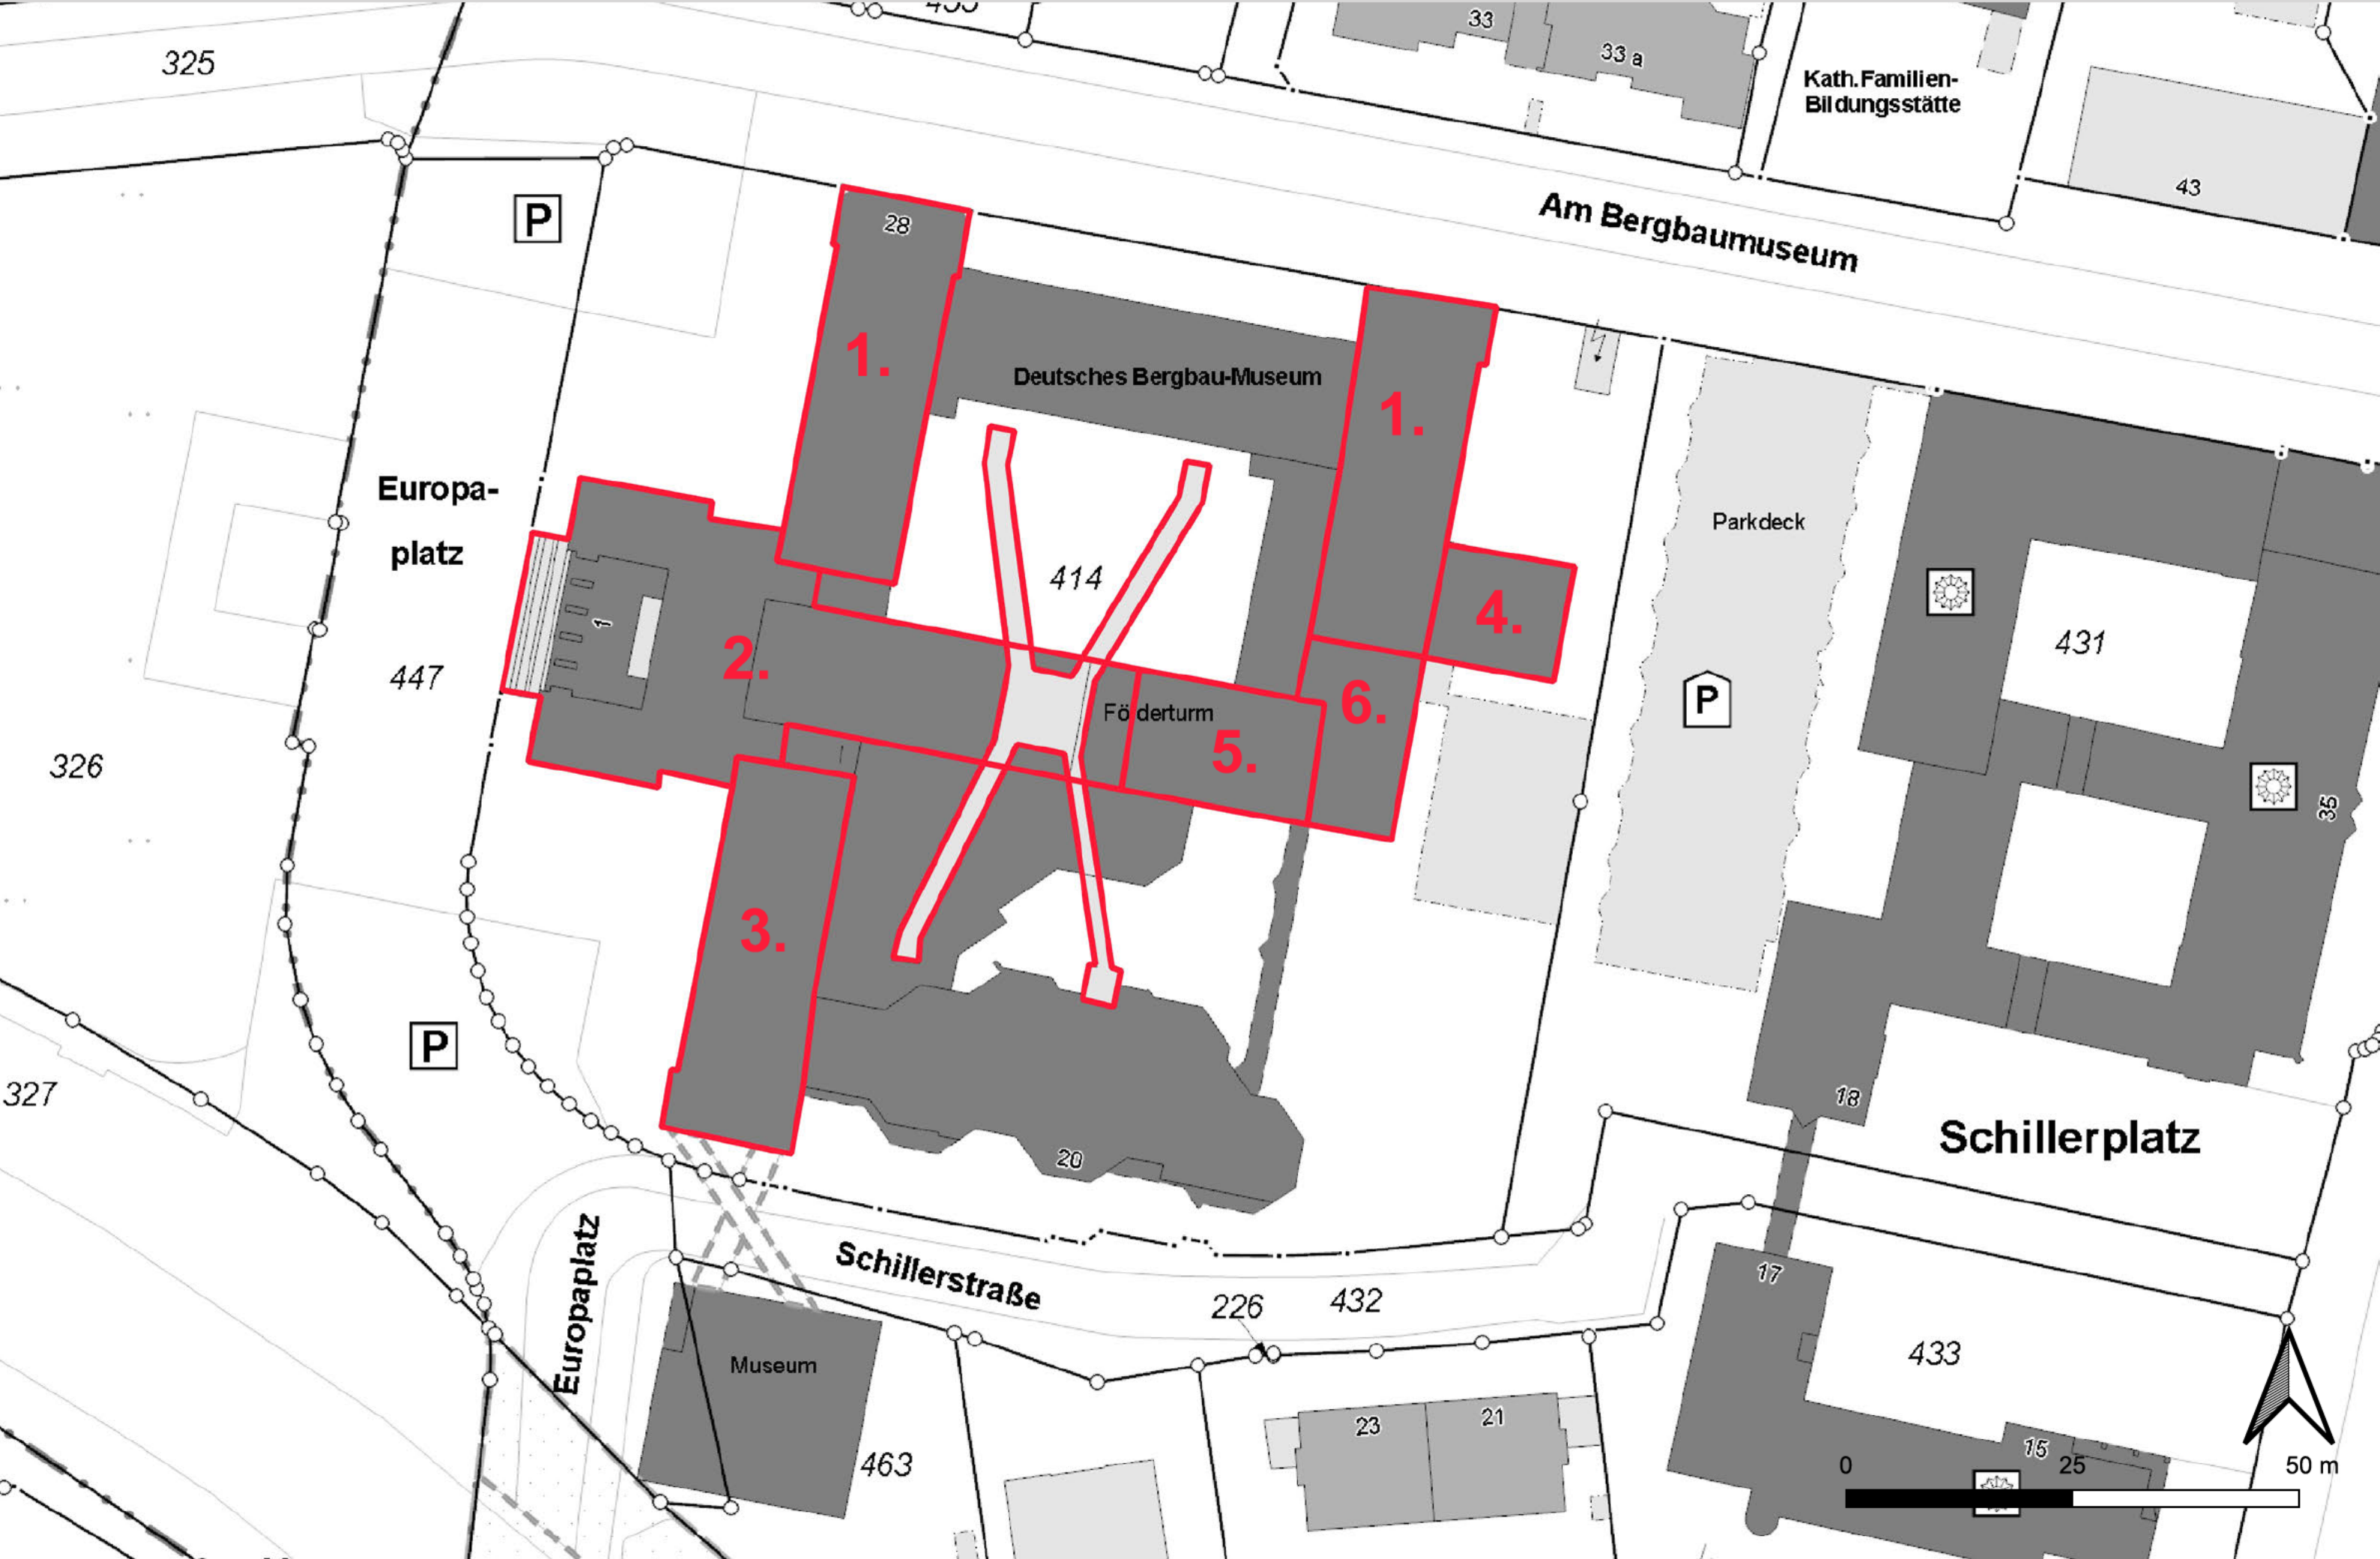 33
33 a
325
Kath.Familien-
Bildungsstätte
43
P
28
Am Bergbaumuseum
1.
Deutsches Bergbau-Museum
1.
Europa-
platz
Parkdeck
414
1
4.
431
447
2.
6.
P
Förderturm
5.
326
35
3.
P
327
18
Schillerplatz
20
Europaplatz
Schillerstraße
17
226
432
Museum
433
23
21
15
463
0
25
50 m